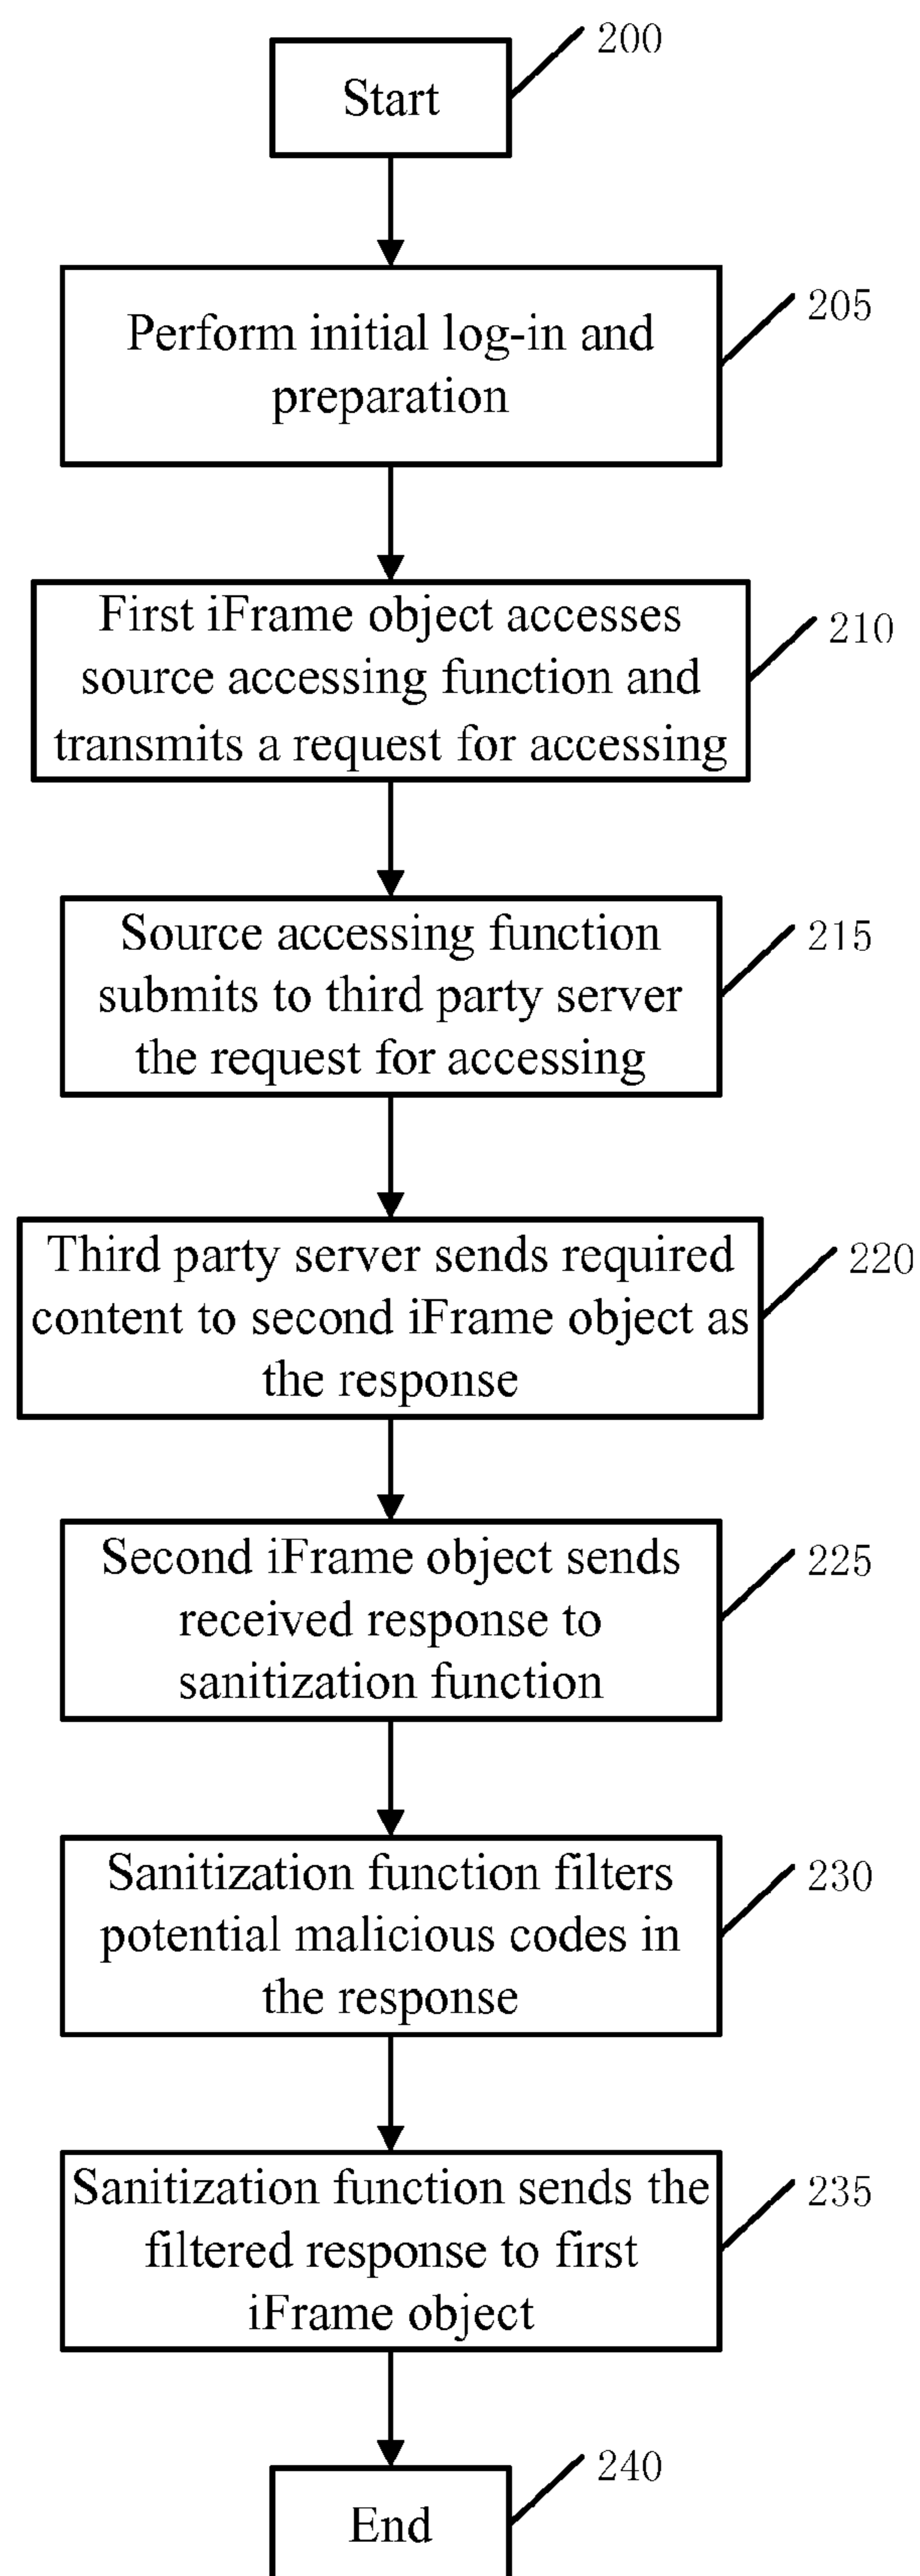 Start
200
Perform initial log-in and
preparation
205
First iFrame object accesses
source accessing function and
transmits a request for accessing
210
Source accessing function
submits to third party server
the request for accessing
215
Third party server sends required
content to second iFrame object as
the response
220
Second iFrame object sends
received response to
sanitization function
225
Sanitization function filters
potential malicious codes in
the response
230
Sanitization function sends the
filtered response to first
iFrame object
235
End
240